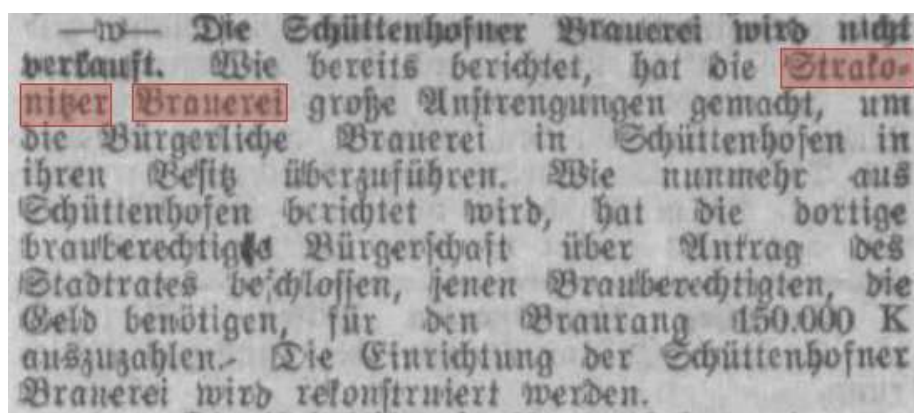 —w— Die Schüttenhofner Brauerei wird nicht
verkauft. Wie bereits berichtet, hat die Strako-
nitzer Brauerei große Anstrengungen gemacht, um
die Bürgerliche Brauerei in Schüttenhofen in
ihren Besitz überzuführen. Wie nunmehr aus
Schüttenhofen berichtet wird, hat die dortige
brauberechtigte Bürgerschaft über Antrag des
Stadtrates beschlossen, jenen Brauberechtigten, die
Geld benötigen, für den Braurang 150.000 K
auszuzahlen. Die Einrichtung der Schüttenhofner
Brauerei wird rekonstruiert werden.